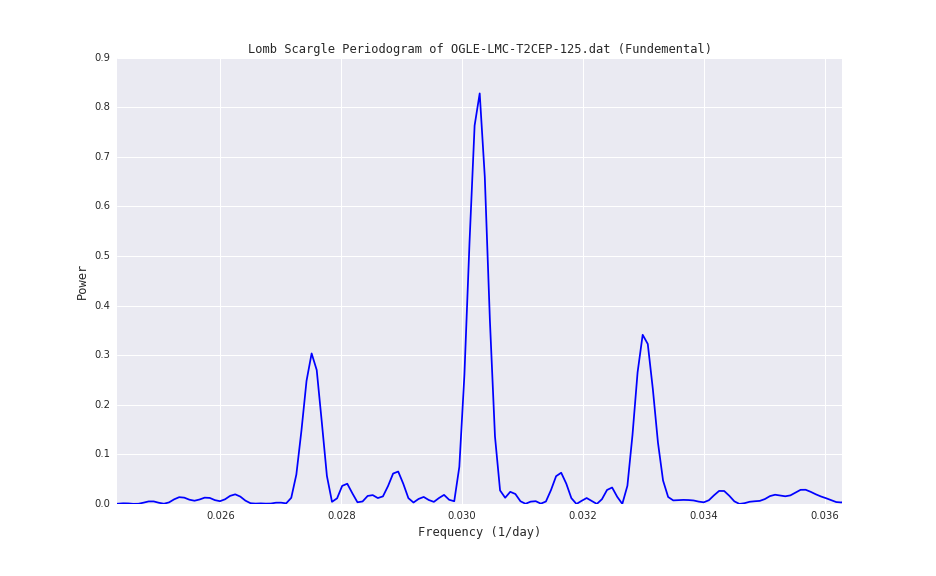 Lomb Scargle Periodogram of OGLE-LMC-T2CEP-125.dat (Fundemental)
0.9
0.8
0.7
0.6
0.5
0.4
0.3
0.2
0.1
0.0
Power
0.026 0.028 0.030 0.032 0.034 0.036
Frequency (1/day)